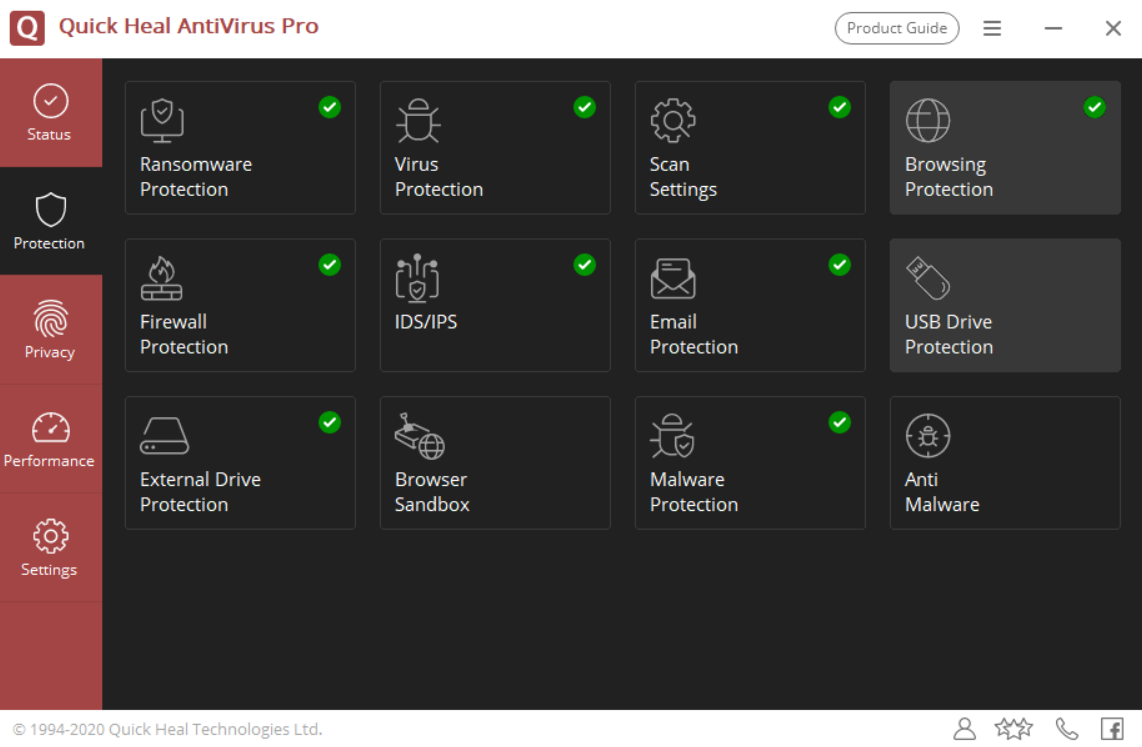 Q Quick Heal AntiVirus Pro
Product Guide
Status
Protection
Privacy
Performance
Settings
Ransomware
Protection
Virus
Protection
Scan
Settings
Browsing
Protection
Firewall
Protection
IDS/IPS
Email
Protection
USB Drive
Protection
External Drive
Protection
Browser
Sandbox
Malware
Protection
Anti
Malware
© 1994-2020 Quick Heal Technologies Ltd.
f